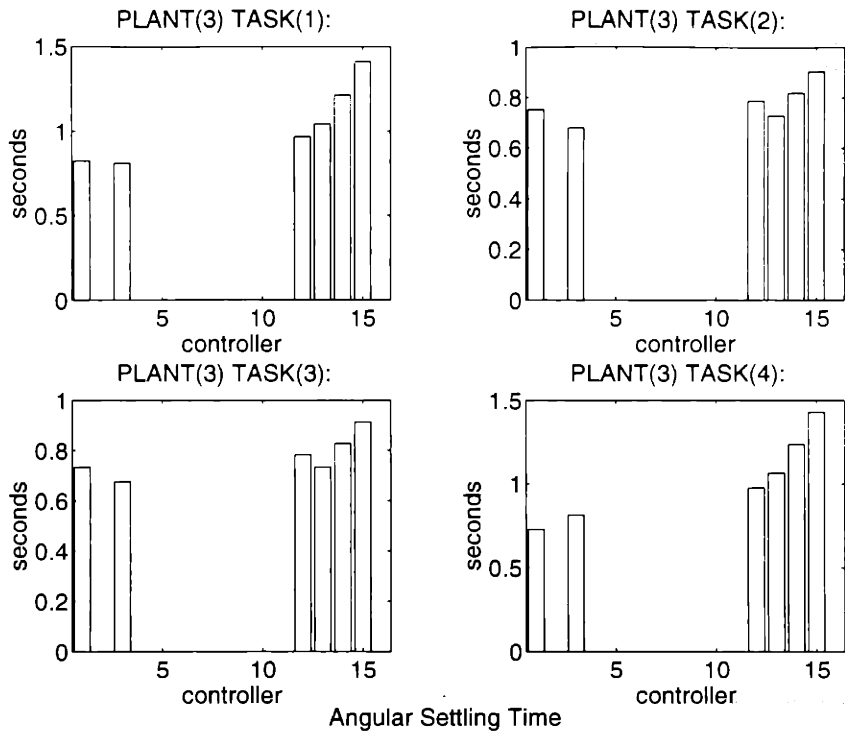 PLANT(3) TASK(1):
1.5
1
0.5
0
seconds
5 10 15
controller
PLANT(3) TASK(2):
1
0.8
0.6
0.4
0.2
0
seconds
5 10 15
controller
PLANT(3) TASK(3):
1
0.8
0.6
0.4
0.2
0
seconds
5 10 15
controller
PLANT(3) TASK(4):
1.5
1
0.5
0
seconds
5 10 15
controller
Angular Settling Time